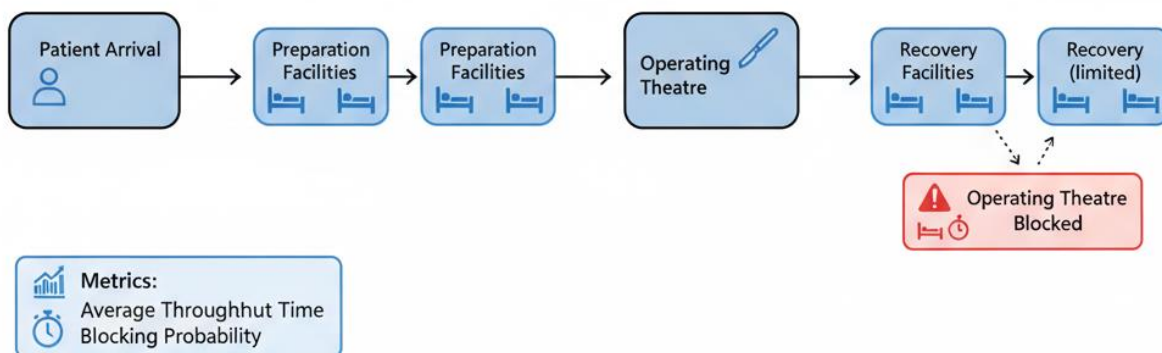 Patient Arrival
Preparation
Facilities
Preparation
Facilities
Operating
Theatre
Recovery
Facilities
Recovery
(limited)
Operating Theatre
Blocked
Metrics:
Average Throughhut Time
Blocking Probability